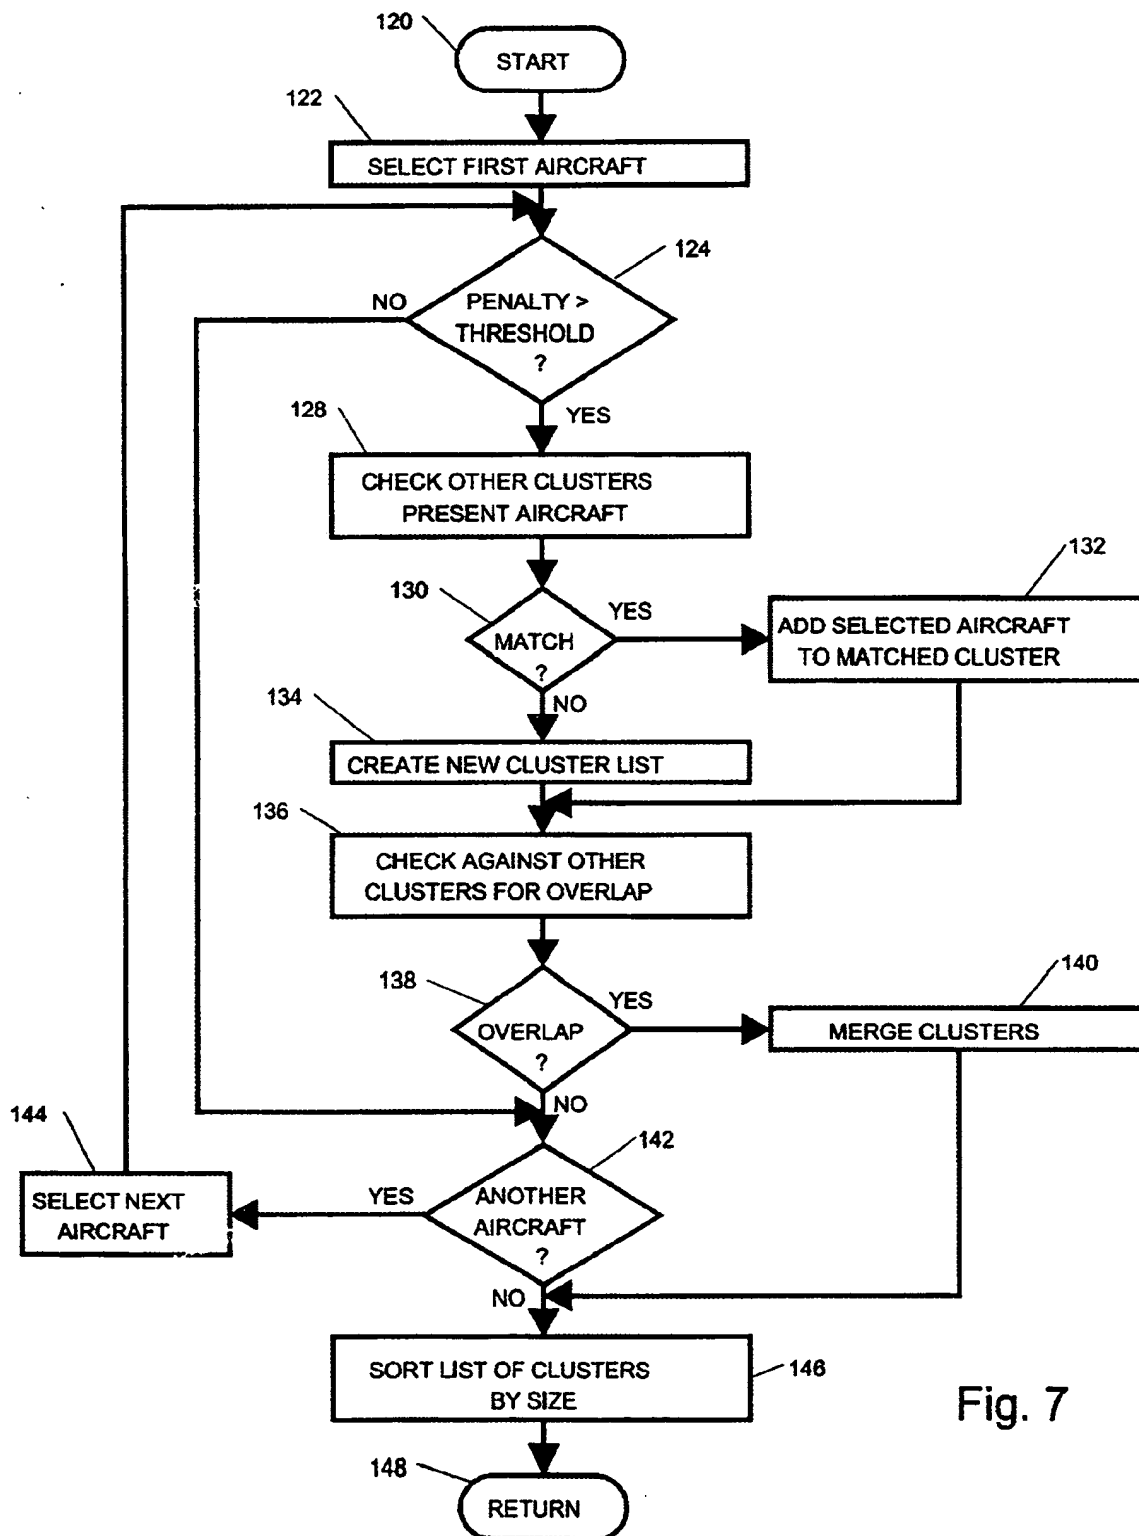 120
START
122
SELECT FIRST AIRCRAFT
124
NO
PENALTY >
THRESHOLD
?
YES
128
CHECK OTHER CLUSTERS
PRESENT AIRCRAFT
130
MATCH
?
YES
132
ADD SELECTED AIRCRAFT
TO MATCHED CLUSTER
NO
134
CREATE NEW CLUSTER LIST
136
CHECK AGAINST OTHER
CLUSTERS FOR OVERLAP
138
OVERLAP
?
YES
140
MERGE CLUSTERS
NO
142
ANOTHER
AIRCRAFT
?
YES
144
SELECT NEXT
AIRCRAFT
NO
SORT LIST OF CLUSTERS
BY SIZE
146
Fig. 7
148
RETURN